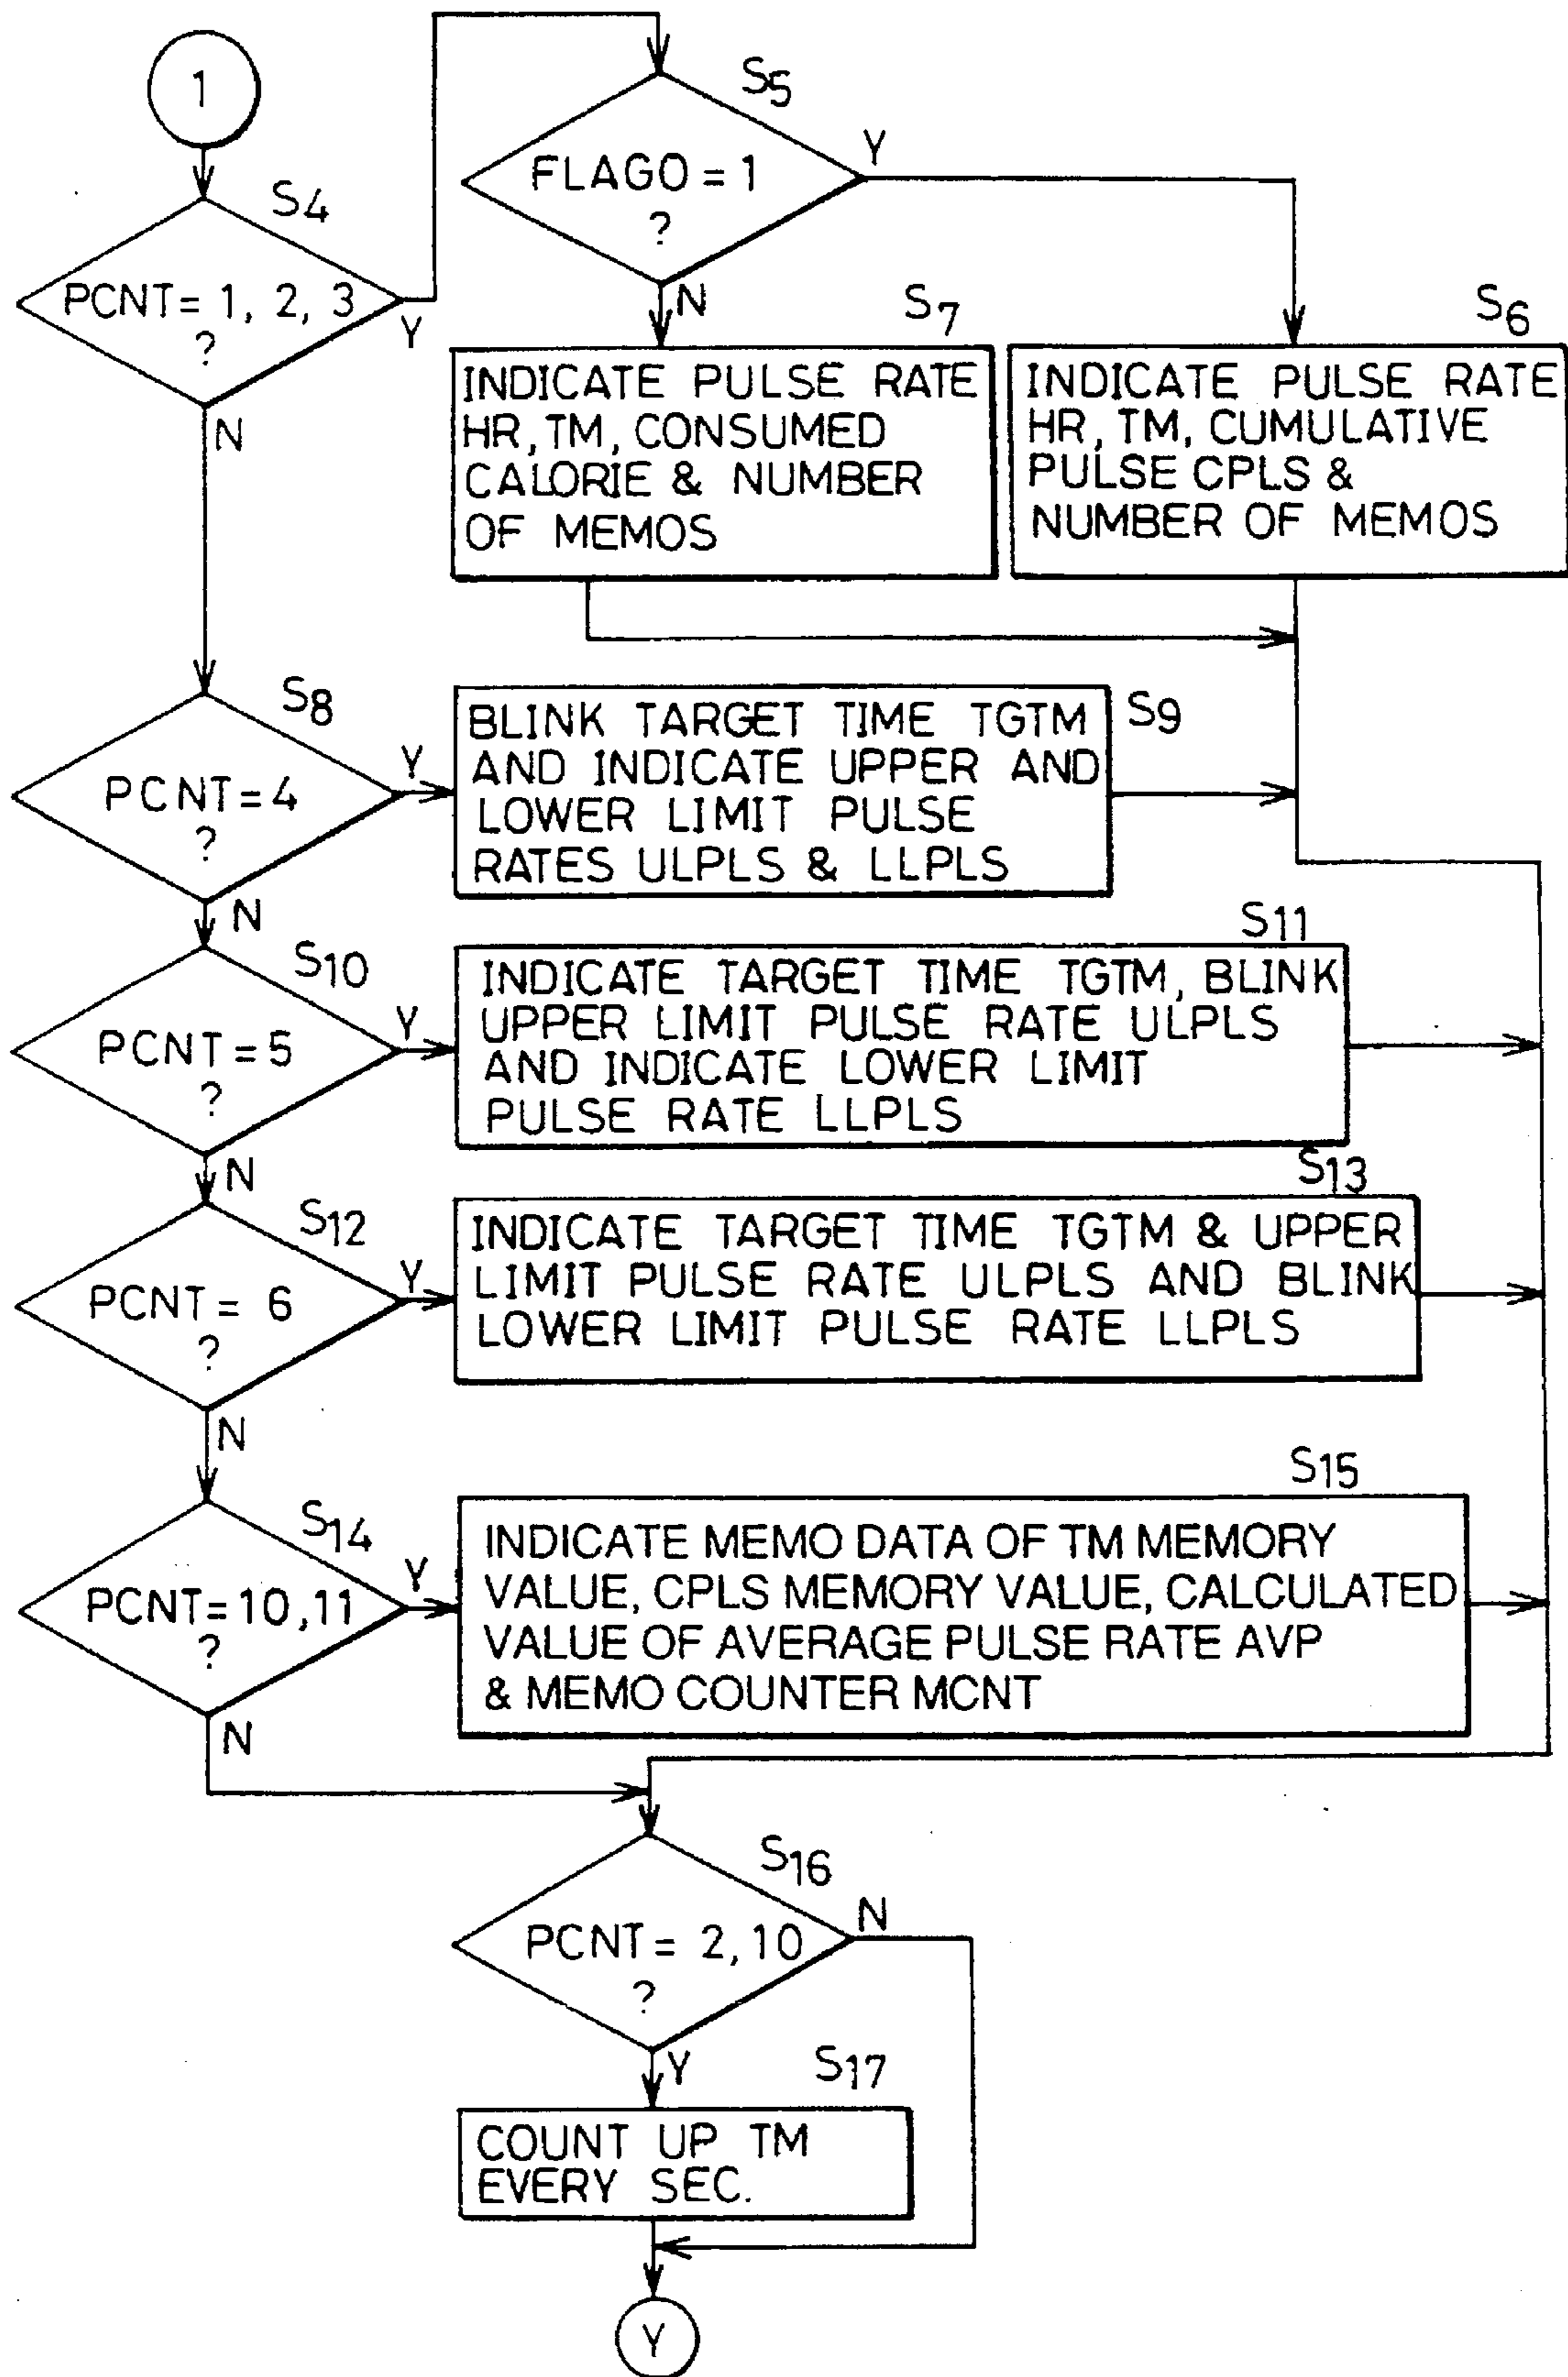 1
S4
PCNT= 1, 2, 3
?
Y
N
S5
FLAGO = 1
?
Y
N
S7
INDICATE PULSE RATE
HR, TM, CONSUMED
CALORIE & NUMBER
OF MEMOS
S6
INDICATE PULSE RATE
HR, TM, CUMULATIVE
PULSE CPLS &
NUMBER OF MEMOS
S8
PCNT=4
?
Y
N
S9
BLINK TARGET TIME TGTM
AND INDICATE UPPER AND
LOWER LIMIT PULSE
RATES ULPLS & LLPLS
S10
PCNT=5
?
Y
N
S11
INDICATE TARGET TIME TGTM, BLINK
UPPER LIMIT PULSE RATE ULPLS
AND INDICATE LOWER LIMIT
PULSE RATE LLPLS
S12
PCNT= 6
?
Y
N
S13
INDICATE TARGET TIME TGTM & UPPER
LIMIT PULSE RATE ULPLS AND BLINK
LOWER LIMIT PULSE RATE LLPLS
S14
PCNT=10,11
?
Y
N
S15
INDICATE MEMO DATA OF TM MEMORY
VALUE, CPLS MEMORY VALUE, CALCULATED
VALUE OF AVERAGE PULSE RATE AVP
& MEMO COUNTER MCNT
S16
PCNT= 2,10
?
N
Y
S17
COUNT UP TM
EVERY SEC.
Y